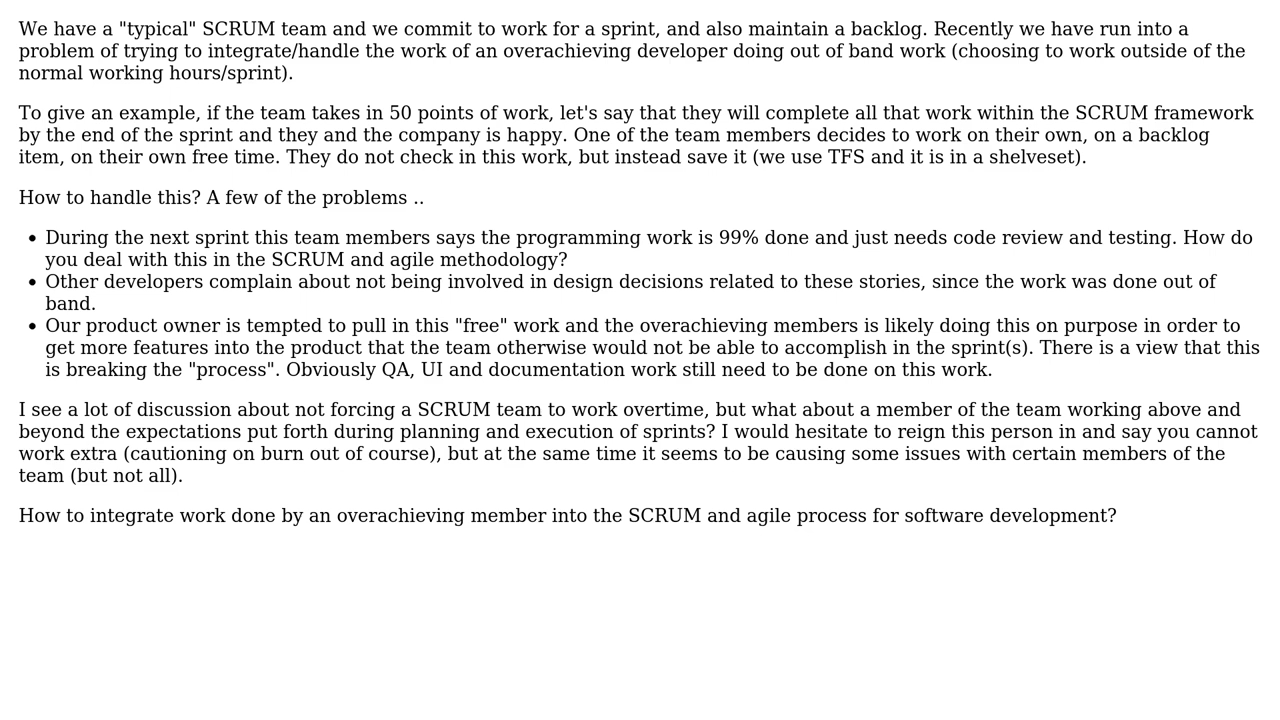 We have a "typical" SCRUM team and we commit to work for a sprint, and also maintain a backlog. Recently we have run into a
problem of trying to integrate/handle the work of an overachieving developer doing out of band work (choosing to work outside of the
normal working hours/sprint).
To give an example, if the team takes in 50 points of work, let's say that they will complete all that work within the SCRUM framework
by the end of the sprint and they and the company is happy. One of the team members decides to work on their own, on a backlog
item, on their own free time. They do not check in this work, but instead save it (we use TFS and it is in a shelveset).
How to handle this? A few of the problems ..
• During the next sprint this team members says the programming work is 99% done and just needs code review and testing. How do
you deal with this in the SCRUM and agile methodology?
• Other developers complain about not being involved in design decisions related to these stories, since the work was done out of
band.
• Our product owner is tempted to pull in this "free" work and the overachieving members is likely doing this on purpose in order to
get more features into the product that the team otherwise would not be able to accomplish in the sprint(s). There is a view that this
is breaking the "process". Obviously QA, UI and documentation work still need to be done on this work.
I see a lot of discussion about not forcing a SCRUM team to work overtime, but what about a member of the team working above and
beyond the expectations put forth during planning and execution of sprints? I would hesitate to reign this person in and say you cannot
work extra (cautioning on burn out of course), but at the same time it seems to be causing some issues with certain members of the
team (but not all).
How to integrate work done by an overachieving member into the SCRUM and agile process for software development?